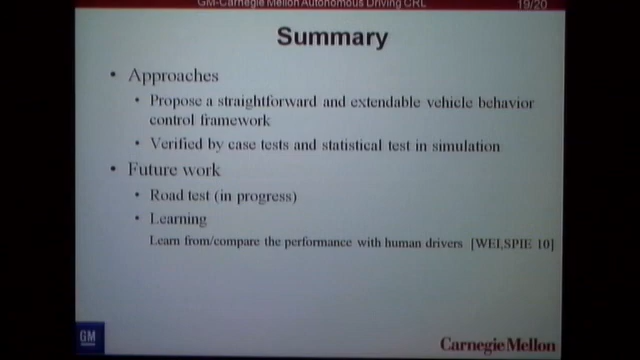 GM-Carnegie Mellon Autonomous Driving CRL 19/20
Summary
• Approaches
• Propose a straightforward and extendable vehicle behavior
control framework
• Verified by case tests and statistical test in simulation
• Future work
• Road test (in progress)
• Learning
Learn from/compare the performance with human drivers [WEI,SPIE 10]
GM
Carnegie Mellon